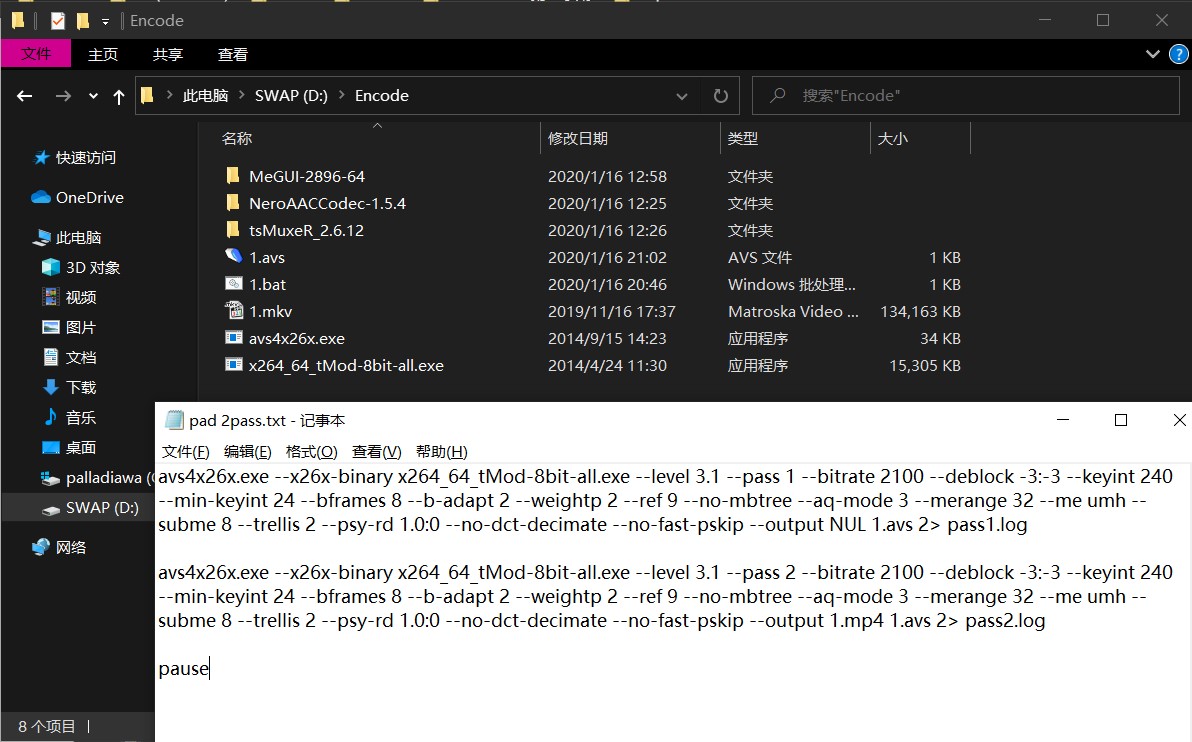 Encode
文件 主页 共享 查看
此电脑 SWAP (D:) Encode
搜索"Encode"
名称 修改日期 类型 大小
快速访问
OneDrive
此电脑
3D 对象
视频
图片
文档
下载
音乐
桌面
palladiawa (C
SWAP (D:)
网络
MeGUI-2896-64 2020/1/16 12:58 文件夹
NeroAACCodec-1.5.4 2020/1/16 12:25 文件夹
tsMuxeR_2.6.12 2020/1/16 12:26 文件夹
1.avs 2020/1/16 21:02 AVS 文件 1 KB
1.bat 2020/1/16 20:46 Windows 批处理... 1 KB
1.mkv 2019/11/16 17:37 Matroska Video ... 134,163 KB
avs4x26x.exe 2014/9/15 14:23 应用程序 34 KB
x264_64_tMod-8bit-all.exe 2014/4/24 11:30 应用程序 15,305 KB
8 个项目
pad 2pass.txt - 记事本
文件(F) 编辑(E) 格式(O) 查看(V) 帮助(H)
avs4x26x.exe --x26x-binary x264_64_tMod-8bit-all.exe --level 3.1 --pass 1 --bitrate 2100 --deblock -3:-3 --keyint 240
--min-keyint 24 --bframes 8 --b-adapt 2 --weightp 2 --ref 9 --no-mbtree --aq-mode 3 --merange 32 --me umh --
subme 8 --trellis 2 --psy-rd 1.0:0 --no-dct-decimate --no-fast-pskip --output NUL 1.avs 2> pass1.log
avs4x26x.exe --x26x-binary x264_64_tMod-8bit-all.exe --level 3.1 --pass 2 --bitrate 2100 --deblock -3:-3 --keyint 240
--min-keyint 24 --bframes 8 --b-adapt 2 --weightp 2 --ref 9 --no-mbtree --aq-mode 3 --merange 32 --me umh --
subme 8 --trellis 2 --psy-rd 1.0:0 --no-dct-decimate --no-fast-pskip --output 1.mp4 1.avs 2> pass2.log
pause